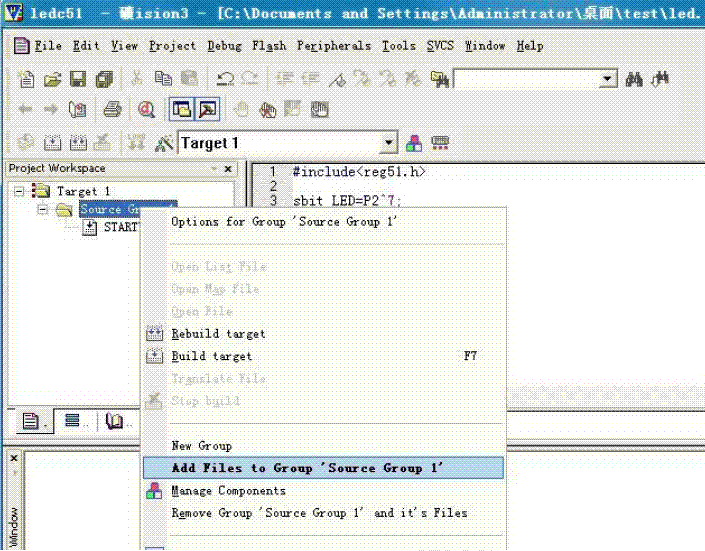 ledc51 - 礦ision3 - [C:\Documents and Settings\Administrator\桌面\test\led.
File Edit View Project Debug Flash Peripherals Tools SVCS Window Help
Target 1
Project Workspace
Target 1
Source Gr
START
1 #include<reg51.h>
2
3 sbit LED=P2^7;
Options for Group 'Source Group 1'
Open List File
Open Map File
Open File
Rebuild target
Build target F7
Translate File
Stop build
New Group
Add Files to Group 'Source Group 1'
Manage Components
Remove Group 'Source Group 1' and it's Files
Window